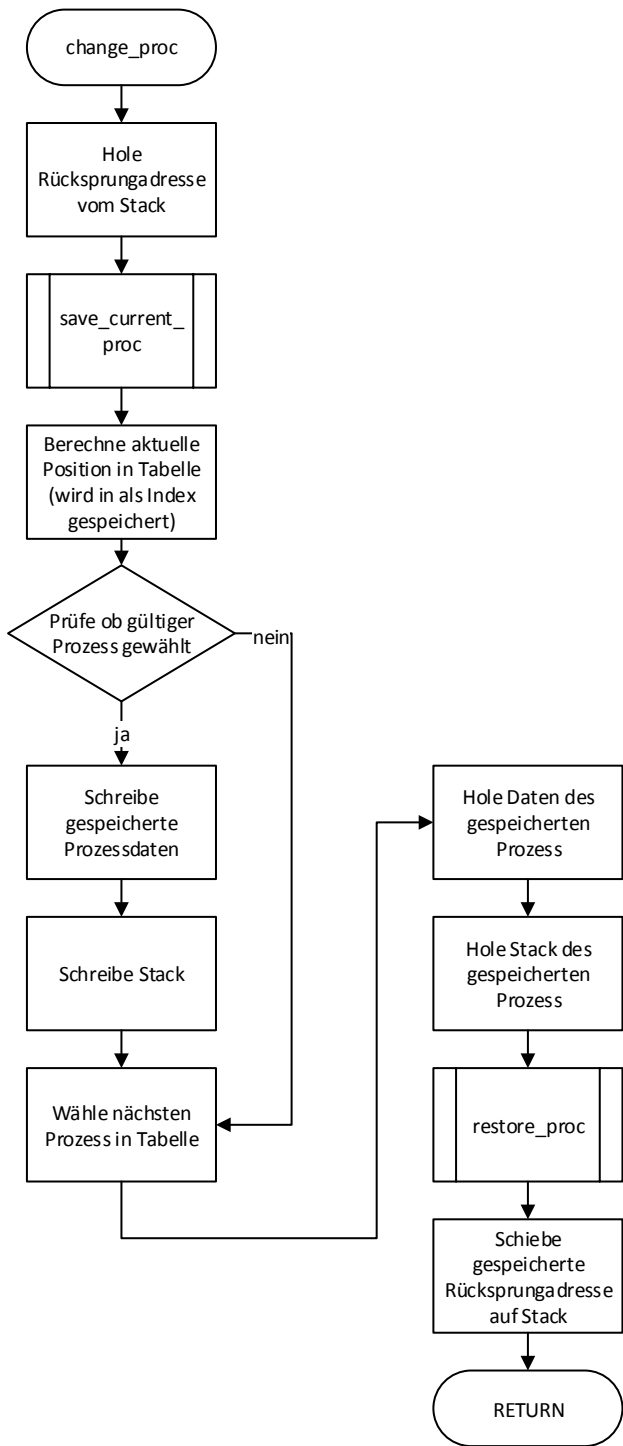 change_proc
Hole
Rücksprungadresse
vom Stack
save_current_
proc
Berechne aktuelle
Position in Tabelle
(wird in als Index
gespeichert)
Prüfe ob gültiger
Prozess gewählt
nein
ja
Schreibe
gespeicherte
Prozessdaten
Schreibe Stack
Wähle nächsten
Prozess in Tabelle
Hole Daten des
gespeicherten
Prozess
Hole Stack des
gespeicherten
Prozess
restore_proc
Schiebe
gespeicherte
Rücksprungadresse
auf Stack
RETURN